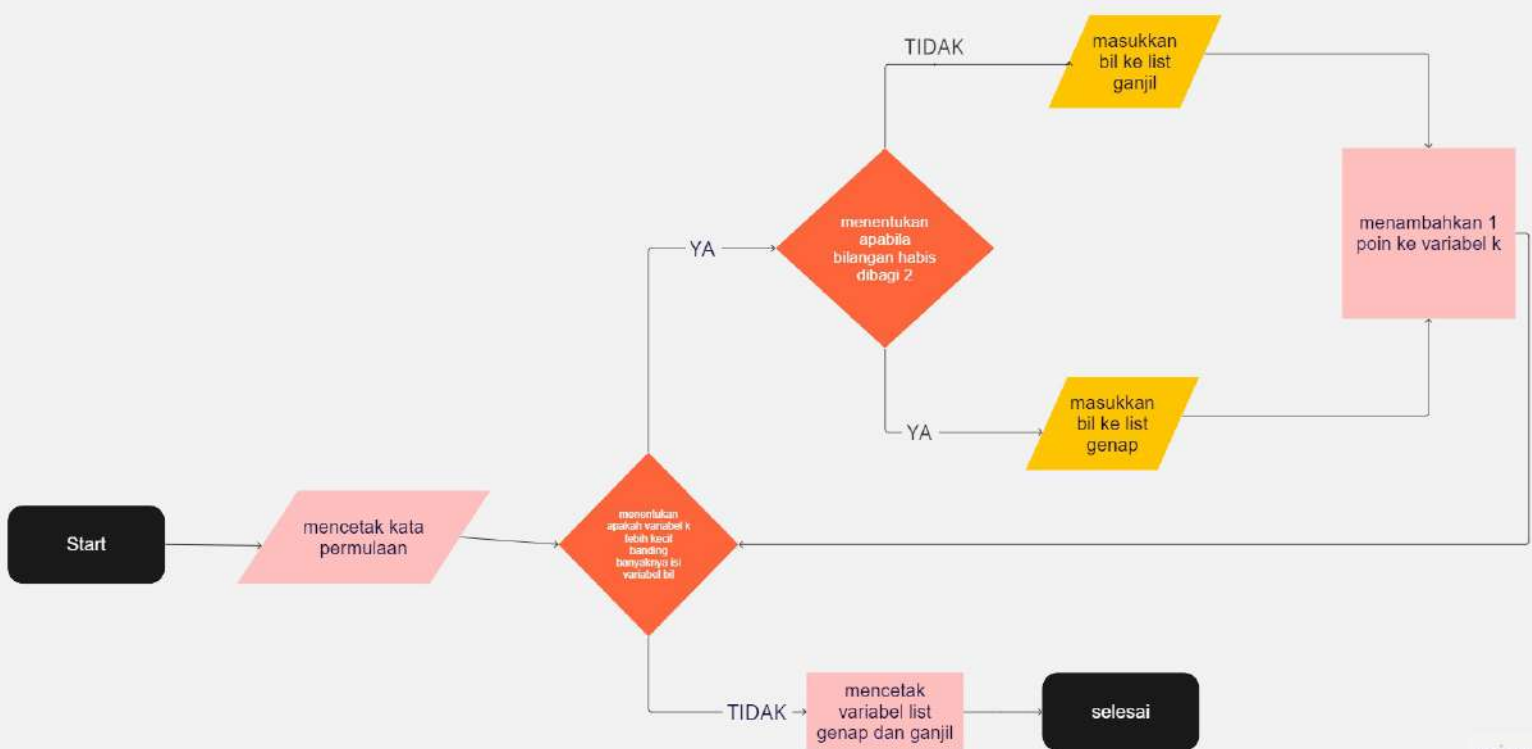 Start
mencetak kata
permulaan
menentukan
apakah variabel k
lebih kecil
banding
banyaknya isi
variabel bil
YA
menentukan
apabila
bilangan habis
dibagi 2
TIDAK
masukkan
bil ke list
ganjil
YA
masukkan
bil ke list
genap
menambahkan 1
poin ke variabel k
TIDAK
mencetak
variabel list
genap dan ganjil
selesai